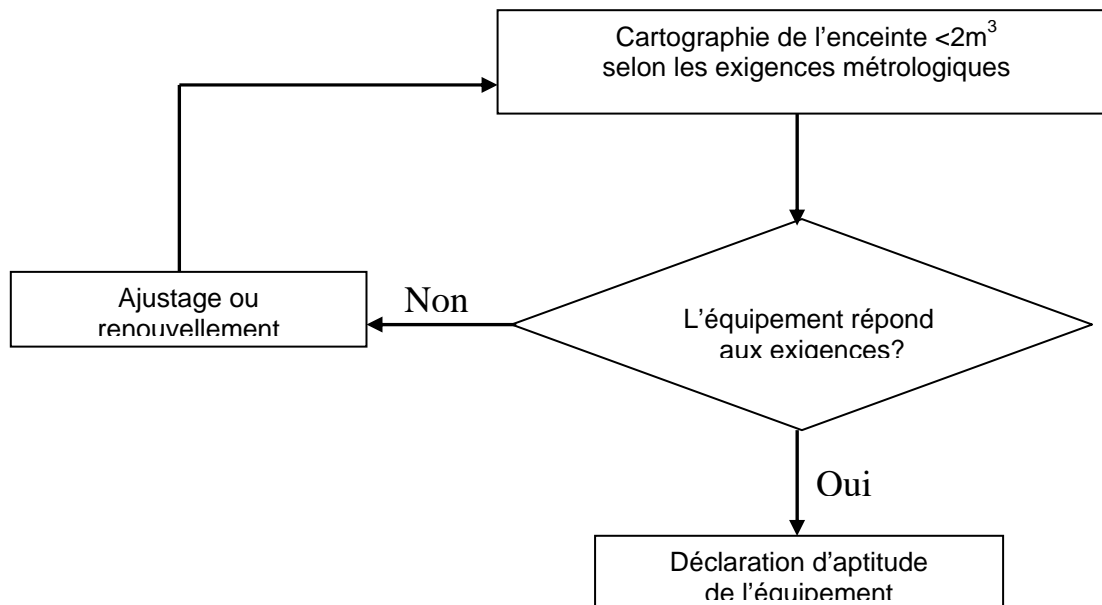 Cartographie de l’enceinte <2m³
selon les exigences métrologiques
Ajustage ou
renouvellement
Non
L’équipement répond
aux exigences?
Oui
Déclaration d’aptitude
de l’équipement